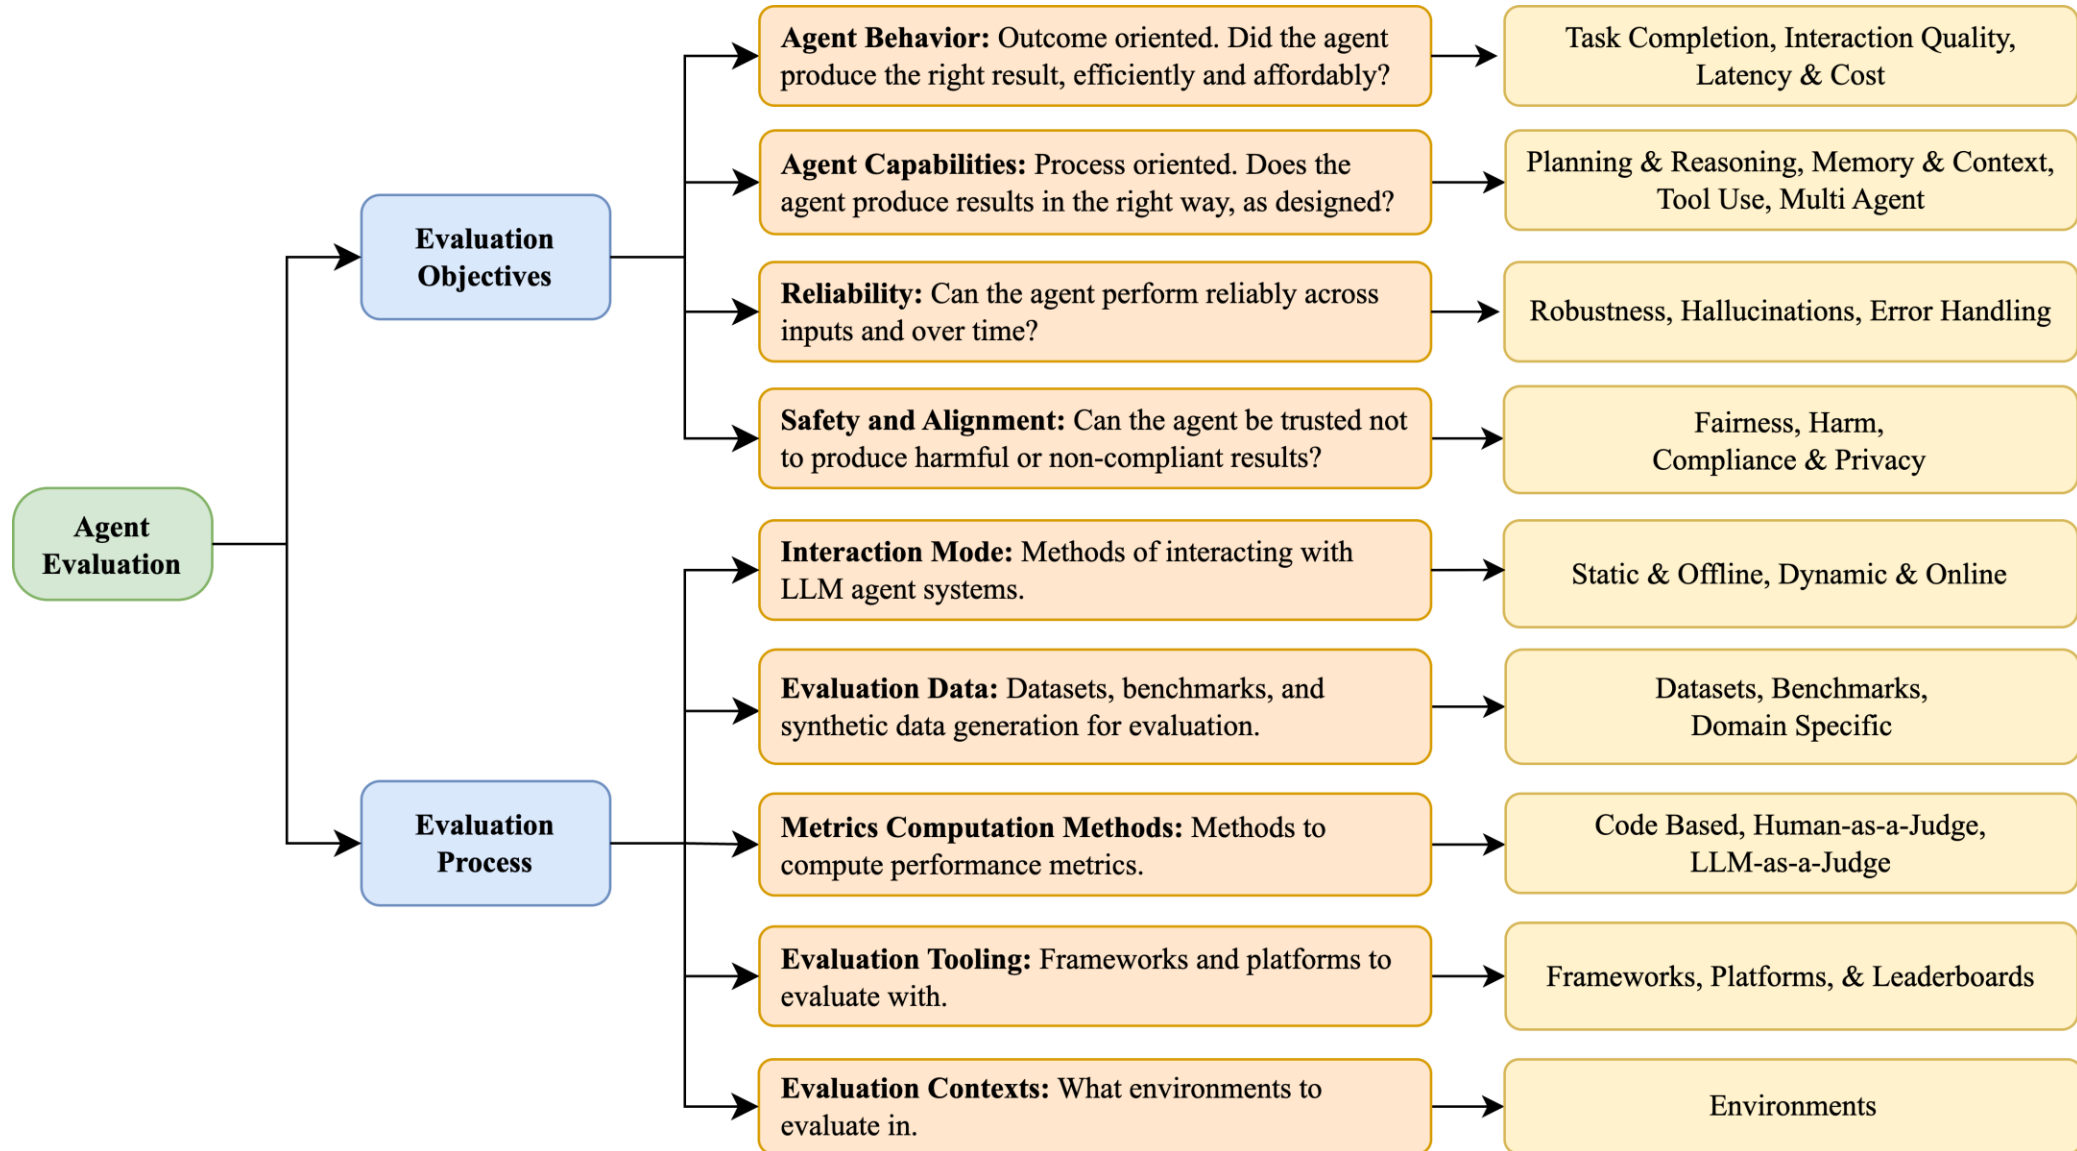 Agent Behavior: Outcome oriented. Did the agent
produce the right result, efficiently and affordably?
Task Completion, Interaction Quality,
Latency & Cost
Agent Capabilities: Process oriented. Does the
agent produce results in the right way, as designed?
Planning & Reasoning, Memory & Context,
Tool Use, Multi Agent
Evaluation
Objectives
Reliability: Can the agent perform reliably across
inputs and over time?
Robustness, Hallucinations, Error Handling
Safety and Alignment: Can the agent be trusted not
to produce harmful or non-compliant results?
Fairness, Harm,
Compliance & Privacy
Agent
Evaluation
Interaction Mode: Methods of interacting with
LLM agent systems.
Static & Offline, Dynamic & Online
Evaluation Data: Datasets, benchmarks, and
synthetic data generation for evaluation.
Datasets, Benchmarks,
Domain Specific
Evaluation
Process
Metrics Computation Methods: Methods to
compute performance metrics.
Code Based, Human-as-a-Judge,
LLM-as-a-Judge
Evaluation Tooling: Frameworks and platforms to
evaluate with.
Frameworks, Platforms, & Leaderboards
Evaluation Contexts: What environments to
evaluate in.
Environments